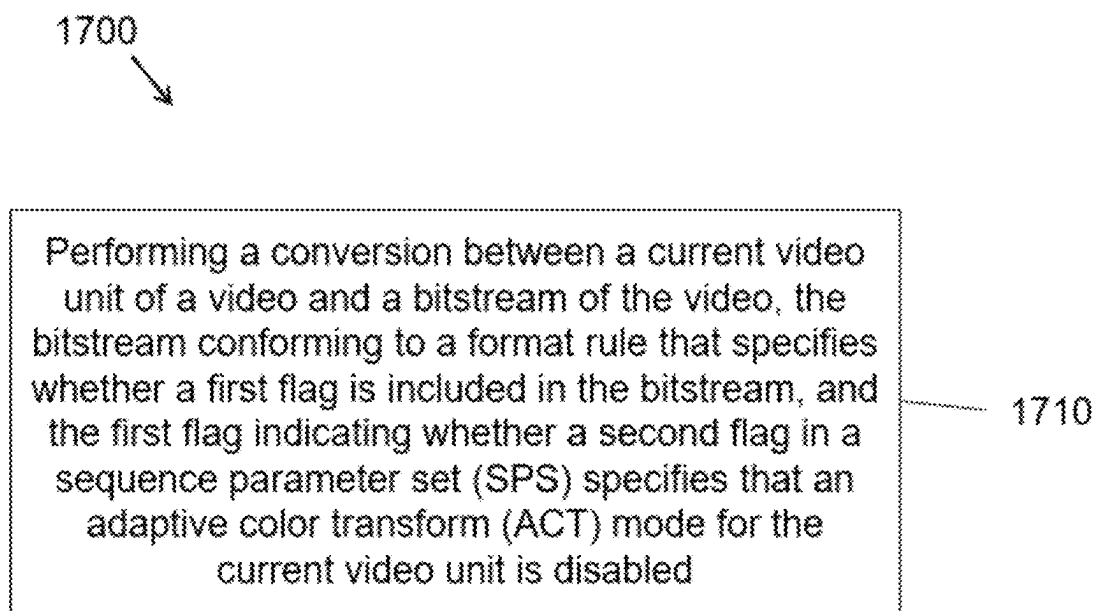 1700
Performing a conversion between a current video
unit of a video and a bitstream of the video, the
bitstream conforming to a format rule that specifies
whether a first flag is included in the bitstream, and
the first flag indicating whether a second flag in a
sequence parameter set (SPS) specifies that an
adaptive color transform (ACT) mode for the
current video unit is disabled
1710